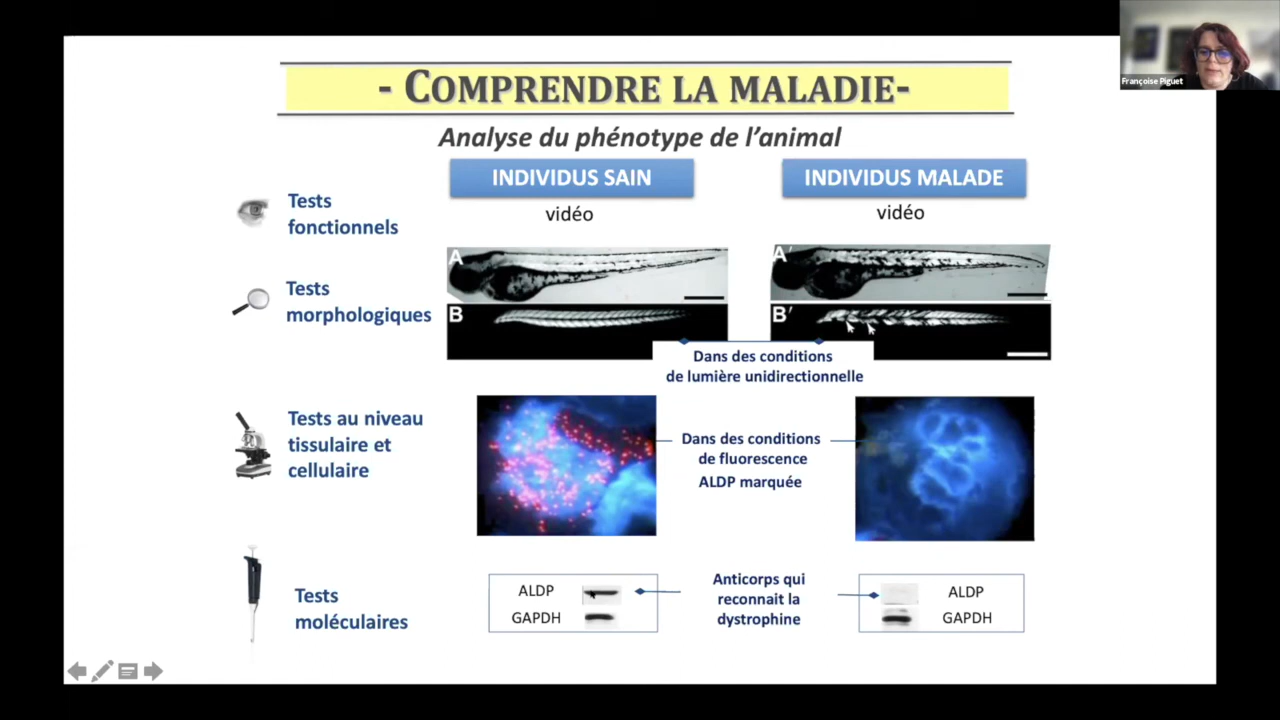 Françoise Piguet
- COMPRENDRE LA MALADIE-
Analyse du phénotype de l'animal
INDIVIDUS SAIN
INDIVIDUS MALADE
Tests
fonctionnels
vidéo
vidéo
Tests
morphologiques
A
A'
B
B'
Dans des conditions
de lumière unidirectionnelle
Tests au niveau
tissulaire et
cellulaire
Dans des conditions
de fluorescence
ALDP marquée
Tests
moléculaires
ALDP
GAPDH
Anticorps qui
reconnait la
dystrophine
ALDP
GAPDH